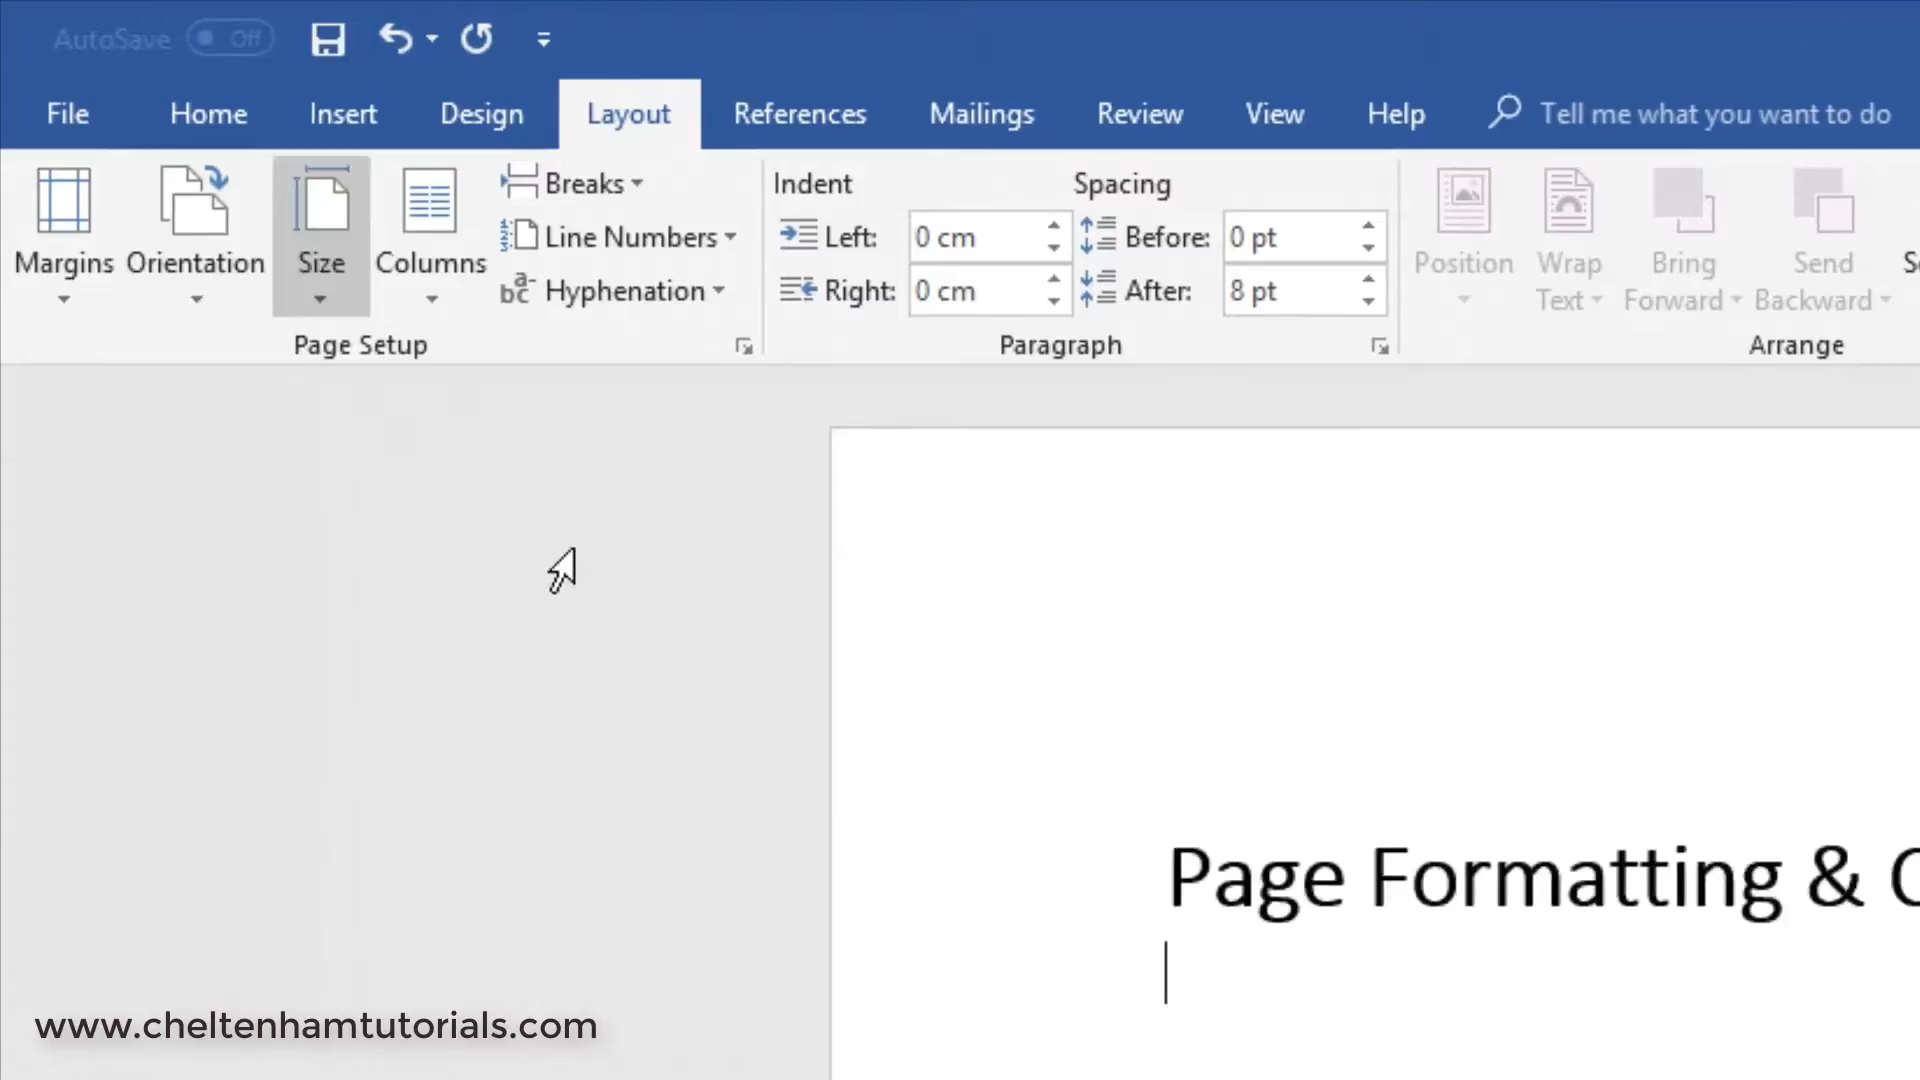 AutoSave Off
File Home Insert Design Layout References Mailings Review View Help Tell me what you want to do
Margins Orientation Size Columns
Breaks
Line Numbers
Hyphenation
Page Setup
Indent Spacing
Left: 0 cm Before: 0 pt
Right: 0 cm After: 8 pt
Paragraph
Position Wrap Text Bring Forward Send Backward
Arrange
Page Formatting &
www.cheltenhamtutorials.com